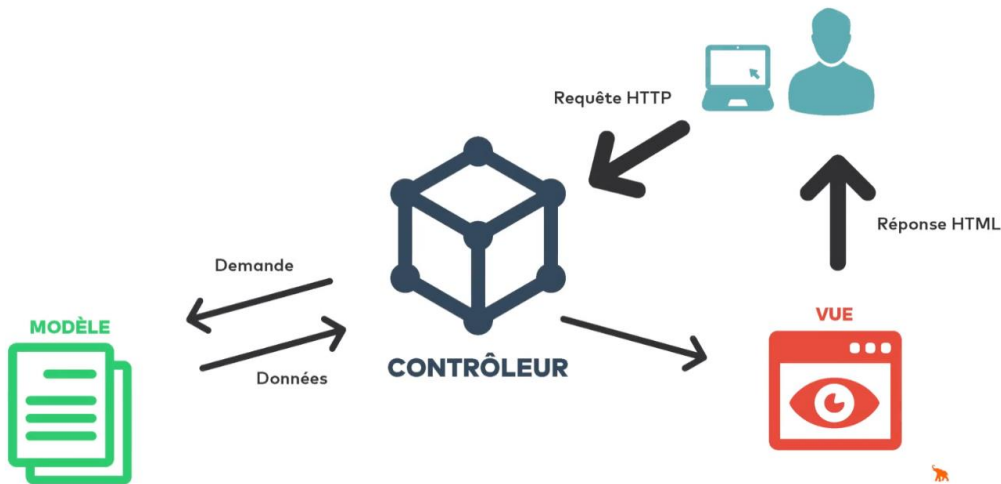 Requête HTTP
Réponse HTML
Demande
MODÈLE
VUE
CONTRÔLEUR
Données